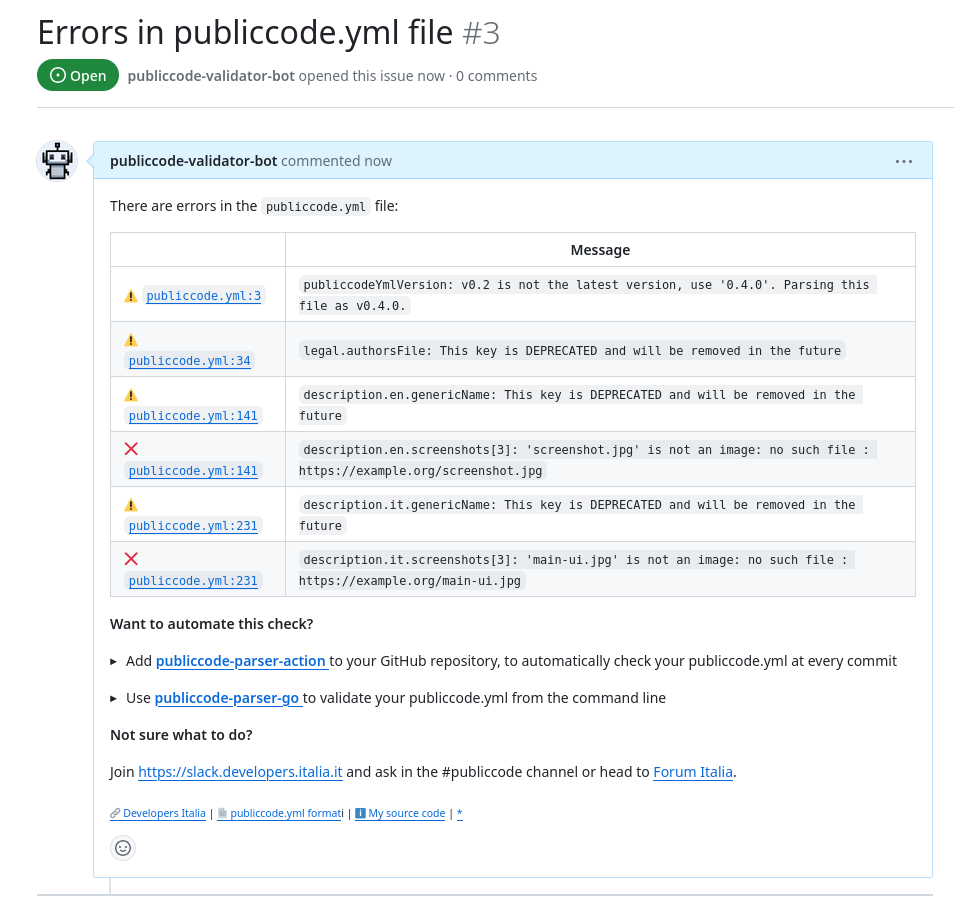 Errors in publiccode.yml file #3
Open publiccode-validator-bot opened this issue now · 0 comments
publiccode-validator-bot commented now
There are errors in the publiccode.yml file:
Message
publiccode.yml:3
publiccodeYmlVersion: v0.2 is not the latest version, use '0.4.0'. Parsing this
file as v0.4.0.
publiccode.yml:34
legal.authorsFile: This key is DEPRECATED and will be removed in the future
publiccode.yml:141
description.en.genericName: This key is DEPRECATED and will be removed in the
future
publiccode.yml:141
description.en.screenshots[3]: 'screenshot.jpg' is not an image: no such file :
https://example.org/screenshot.jpg
publiccode.yml:231
description.it.genericName: This key is DEPRECATED and will be removed in the
future
publiccode.yml:231
description.it.screenshots[3]: 'main-ui.jpg' is not an image: no such file :
https://example.org/main-ui.jpg
Want to automate this check?
Add publiccode-parser-action to your GitHub repository, to automatically check your publiccode.yml at every commit
Use publiccode-parser-go to validate your publiccode.yml from the command line
Not sure what to do?
Join https://slack.developers.italia.it and ask in the #publiccode channel or head to Forum Italia.
Developers Italia | publiccode.yml formati | My source code | *